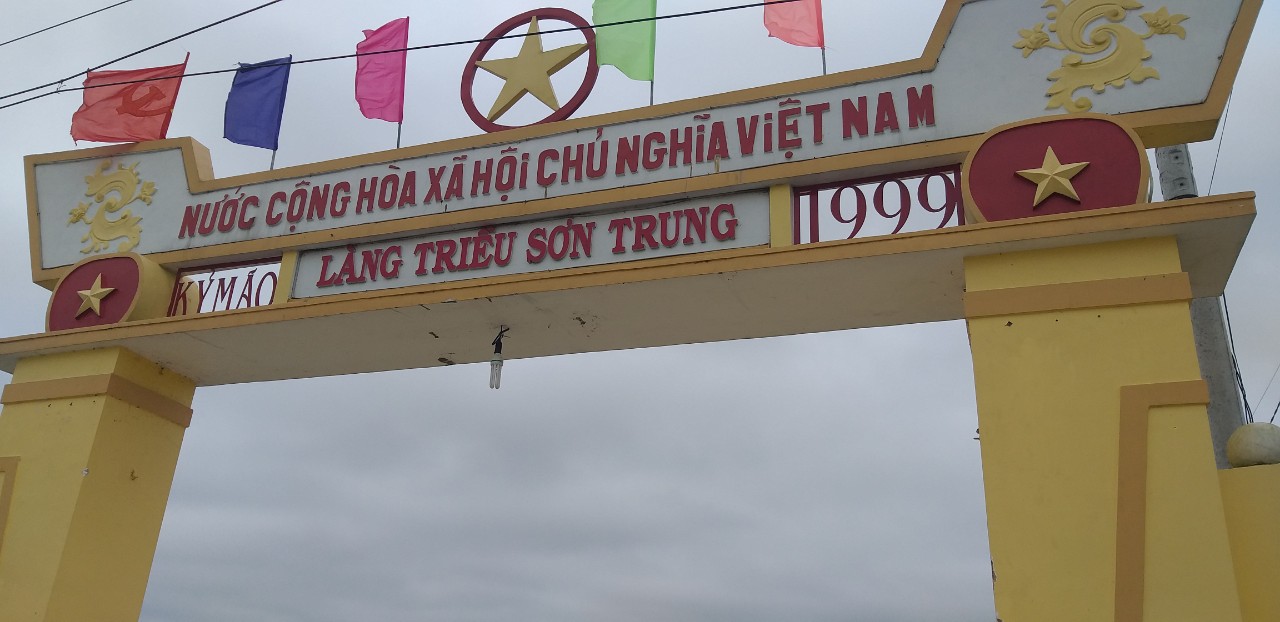 NƯỚC CỘNG HÒA XÃ HỘI CHỦ NGHĨA VIỆT NAM
KỶ MÃO
LÀNG TRIỀU SƠN TRUNG
1999